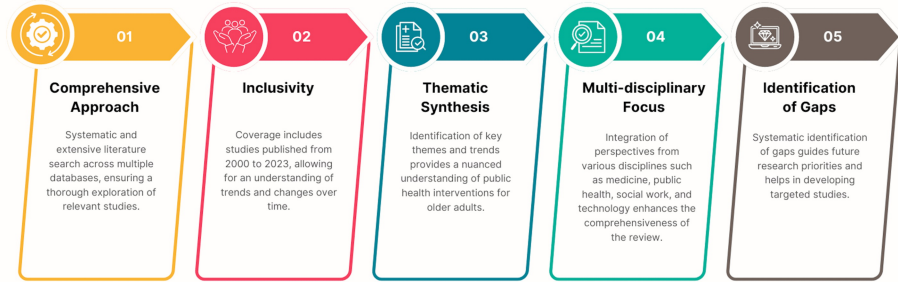 01
Comprehensive
Approach
Systematic and
extensive literature
search across multiple
databases, ensuring a
thorough exploration of
relevant studies.
02
Inclusivity
Coverage includes
studies published from
2000 to 2023, allowing
for an understanding of
trends and changes over
time.
03
Thematic
Synthesis
Identification of key
themes and trends
provides a nuanced
understanding of public
health interventions for
older adults.
04
Multi-disciplinary
Focus
Integration of
perspectives from
various disciplines such
as medicine, public
health, social work, and
technology enhances the
comprehensiveness of
the review.
05
Identification
of Gaps
Systematic identification
of gaps guides future
research priorities and
helps in developing
targeted studies.